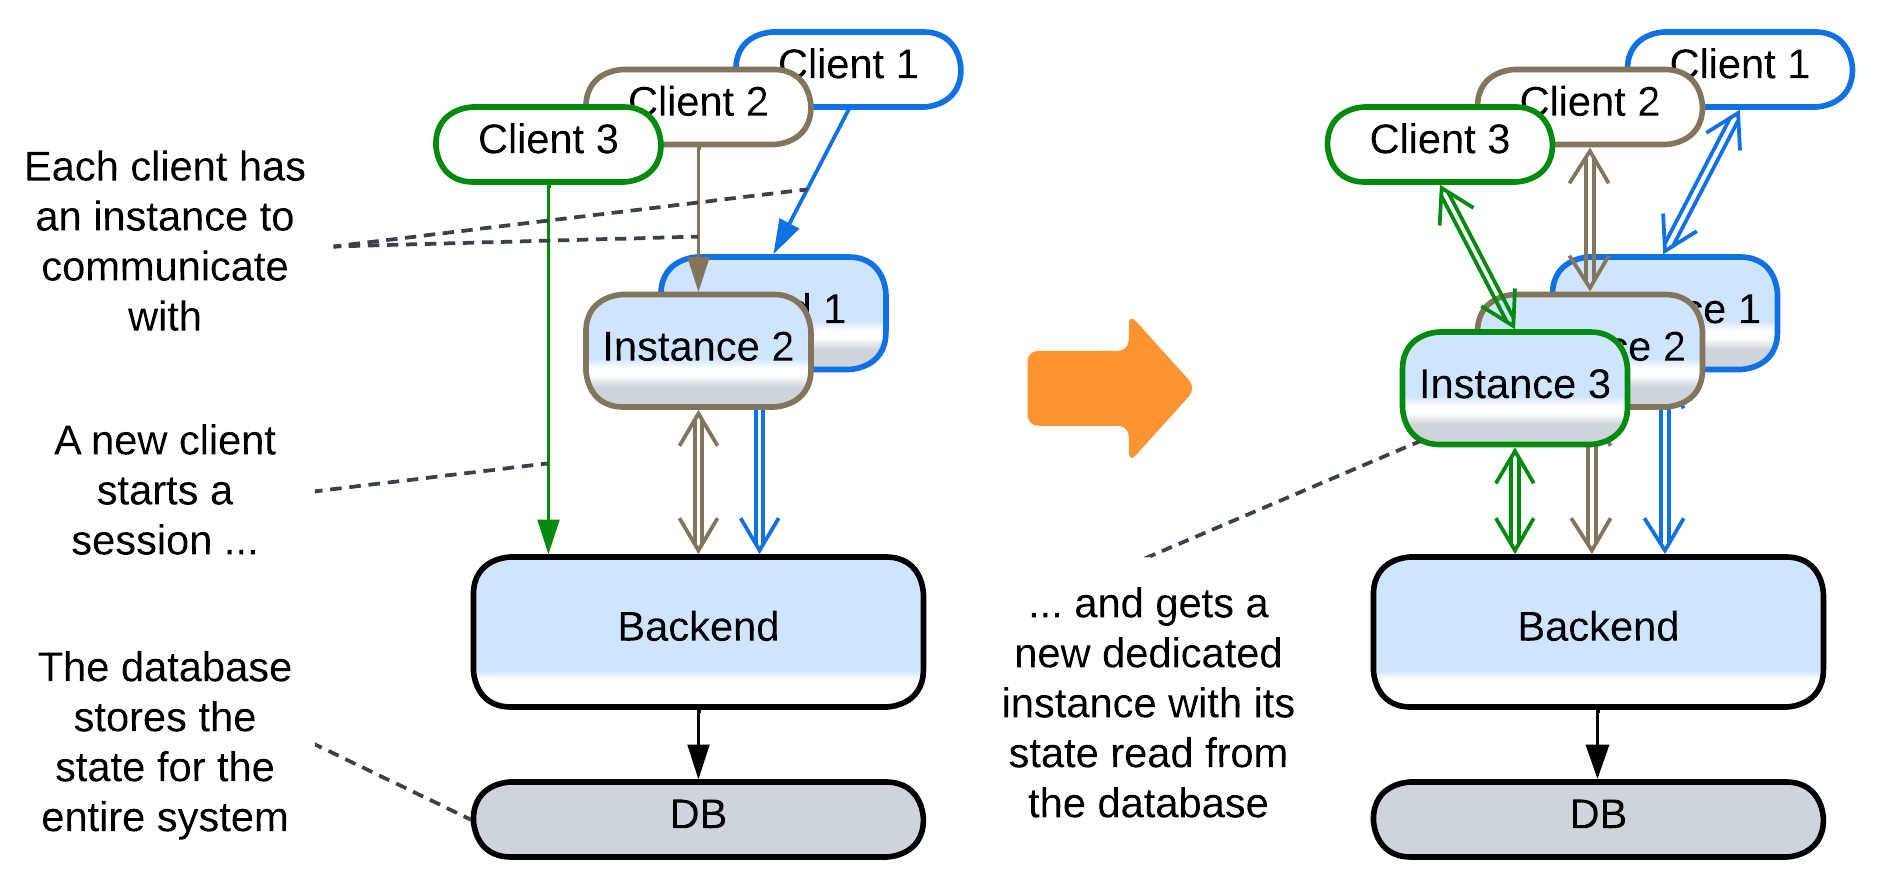 Client 1
Client 2
Client 3
Each client has
an instance to
communicate
with
1
Instance 2
A new client
starts a
session ...
Backend
The database
stores the
state for the
entire system
DB
Client 1
Client 2
Client 3
ce 1
ce 2
Instance 3
... and gets a
new dedicated
instance with its
state read from
the database
Backend
DB